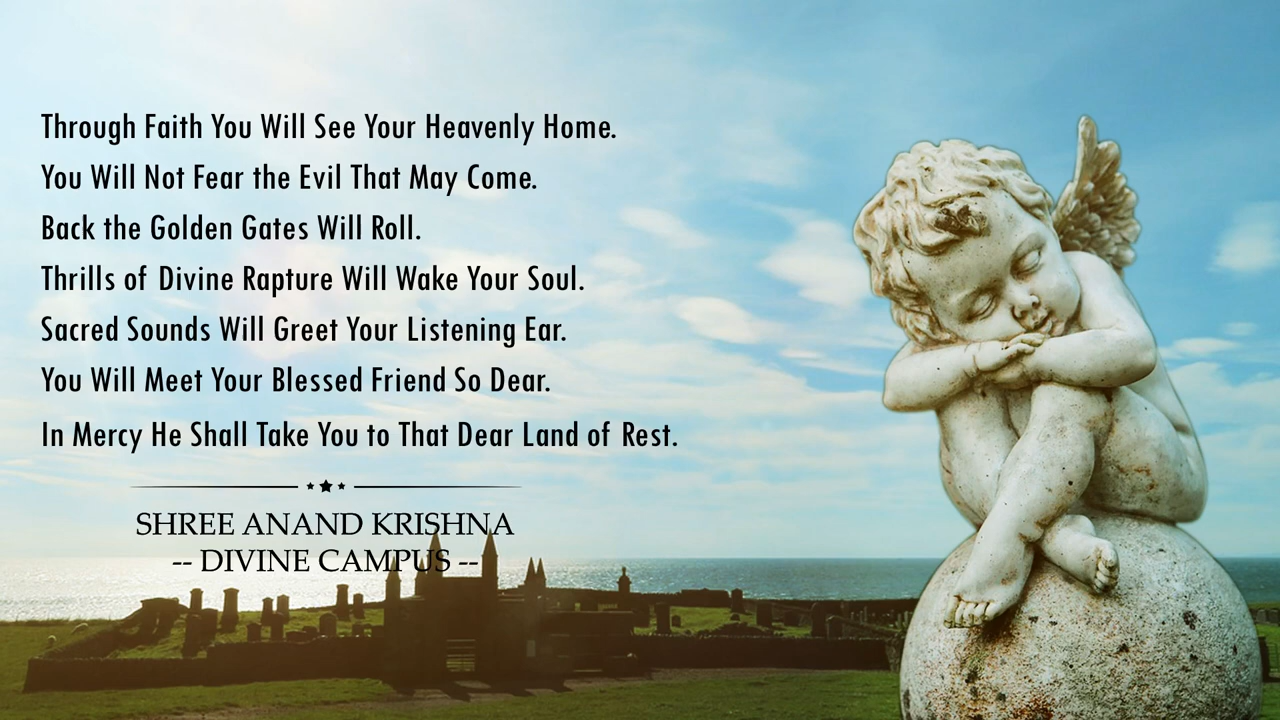 Through Faith You Will See Your Heavenly Home.
You Will Not Fear the Evil That May Come.
Back the Golden Gates Will Roll.
Thrills of Divine Rapture Will Wake Your Soul.
Sacred Sounds Will Greet Your Listening Ear.
You Will Meet Your Blessed Friend So Dear.
In Mercy He Shall Take You to That Dear Land of Rest.
SHREE ANAND KRISHNA
-- DIVINE CAMPUS --